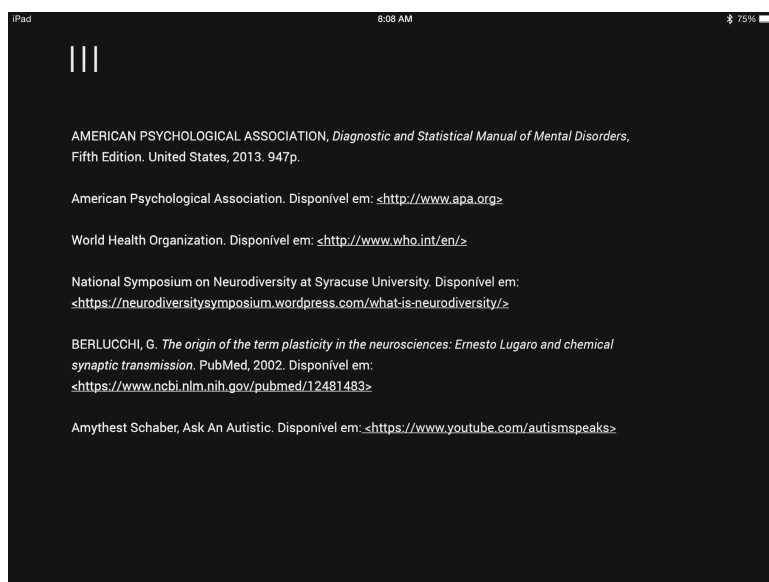 iPad
8:08 AM
75%
AMERICAN PSYCHOLOGICAL ASSOCIATION, Diagnostic and Statistical Manual of Mental Disorders,
Fifth Edition. United States, 2013. 947p.
American Psychological Association. Disponível em: <http://www.apa.org>
World Health Organization. Disponível em: <http://www.who.int/en/>
National Symposium on Neurodiversity at Syracuse University. Disponível em:
<https://neurodiversitysymposium.wordpress.com/what-is-neurodiversity/>
BERLUCCHI, G. The origin of the term plasticity in the neurosciences: Ernesto Lugaro and chemical
synaptic transmission. PubMed, 2002. Disponível em:
<https://www.ncbi.nlm.nih.gov/pubmed/12481483>
Amythest Schaber, Ask An Autistic. Disponível em: <https://www.youtube.com/autismspeaks>